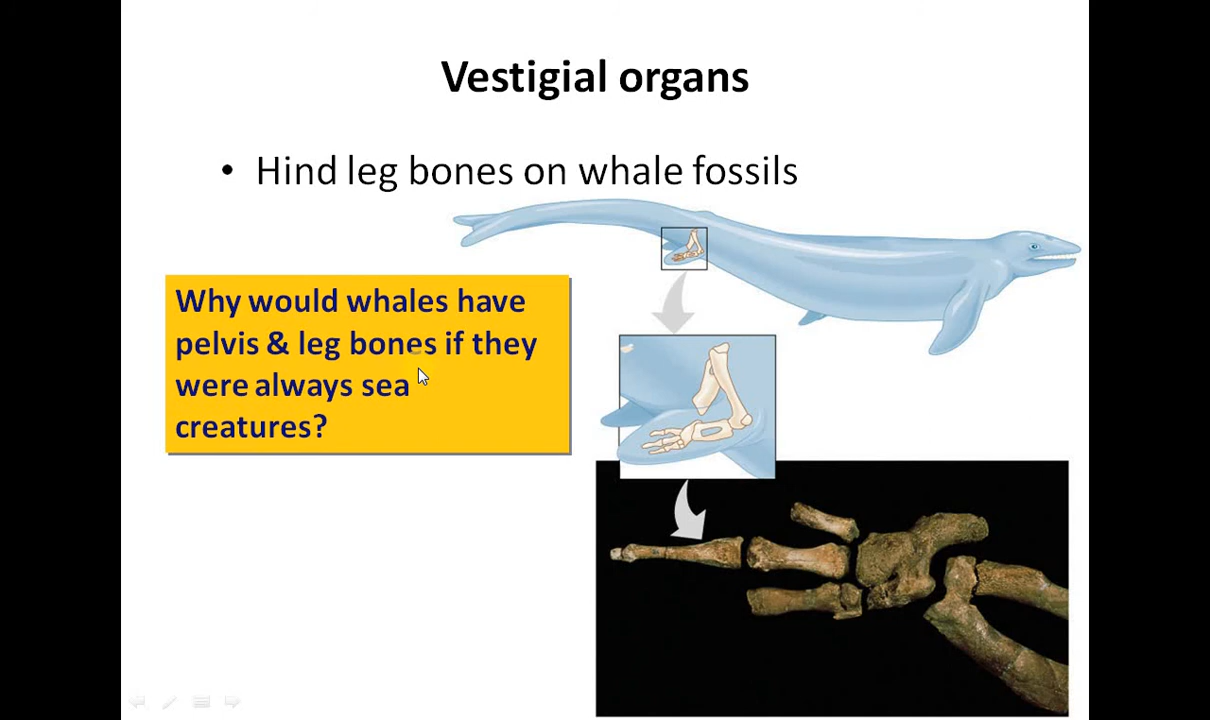 Vestigial organs
• Hind leg bones on whale fossils
Why would whales have
pelvis & leg bones if they
were always sea
creatures?